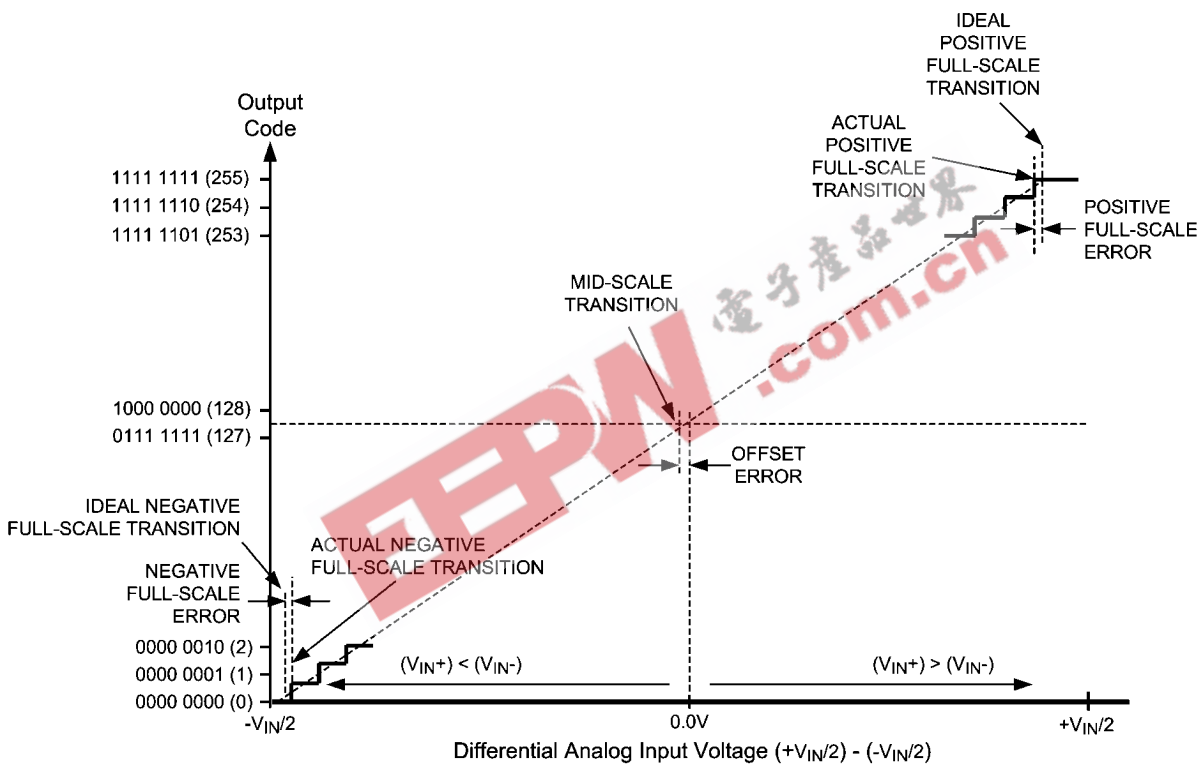 IDEAL
POSITIVE
FULL-SCALE
TRANSITION
Output
Code
ACTUAL
POSITIVE
FULL-SCALE
TRANSITION
1111 1111 (255)
1111 1110 (254)
1111 1101 (253)
POSITIVE
FULL-SCALE
ERROR
電子產品世界
.com.cn
EEPW
MID-SCALE
TRANSITION
1000 0000 (128)
0111 1111 (127)
OFFSET
ERROR
IDEAL NEGATIVE
FULL-SCALE TRANSITION
ACTUAL NEGATIVE
FULL-SCALE TRANSITION
NEGATIVE
FULL-SCALE
ERROR
0000 0010 (2)
0000 0001 (1)
0000 0000 (0)
(VIN+) < (VIN-)
(VIN+) > (VIN-)
-VIN/2
0.0V
+VIN/2
Differential Analog Input Voltage (+VIN/2) - (-VIN/2)